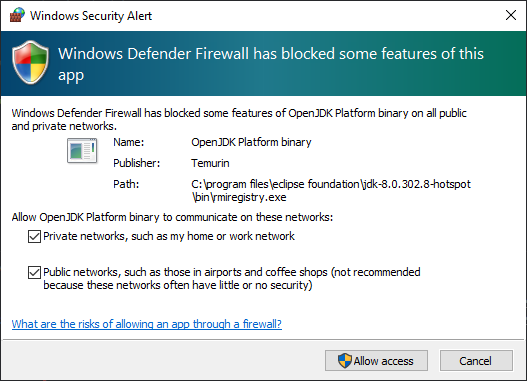 Windows Security Alert
Windows Defender Firewall has blocked some features of this
app
Windows Defender Firewall has blocked some features of OpenJDK Platform binary on all public
and private networks.
Name: OpenJDK Platform binary
Publisher: Temurin
Path: C:\program files\eclipse foundation\jdk-8.0.302.8-hotspot
\bin\rmiregistry.exe
Allow OpenJDK Platform binary to communicate on these networks:
Private networks, such as my home or work network
Public networks, such as those in airports and coffee shops (not recommended
because these networks often have little or no security)
What are the risks of allowing an app through a firewall?
Allow access Cancel